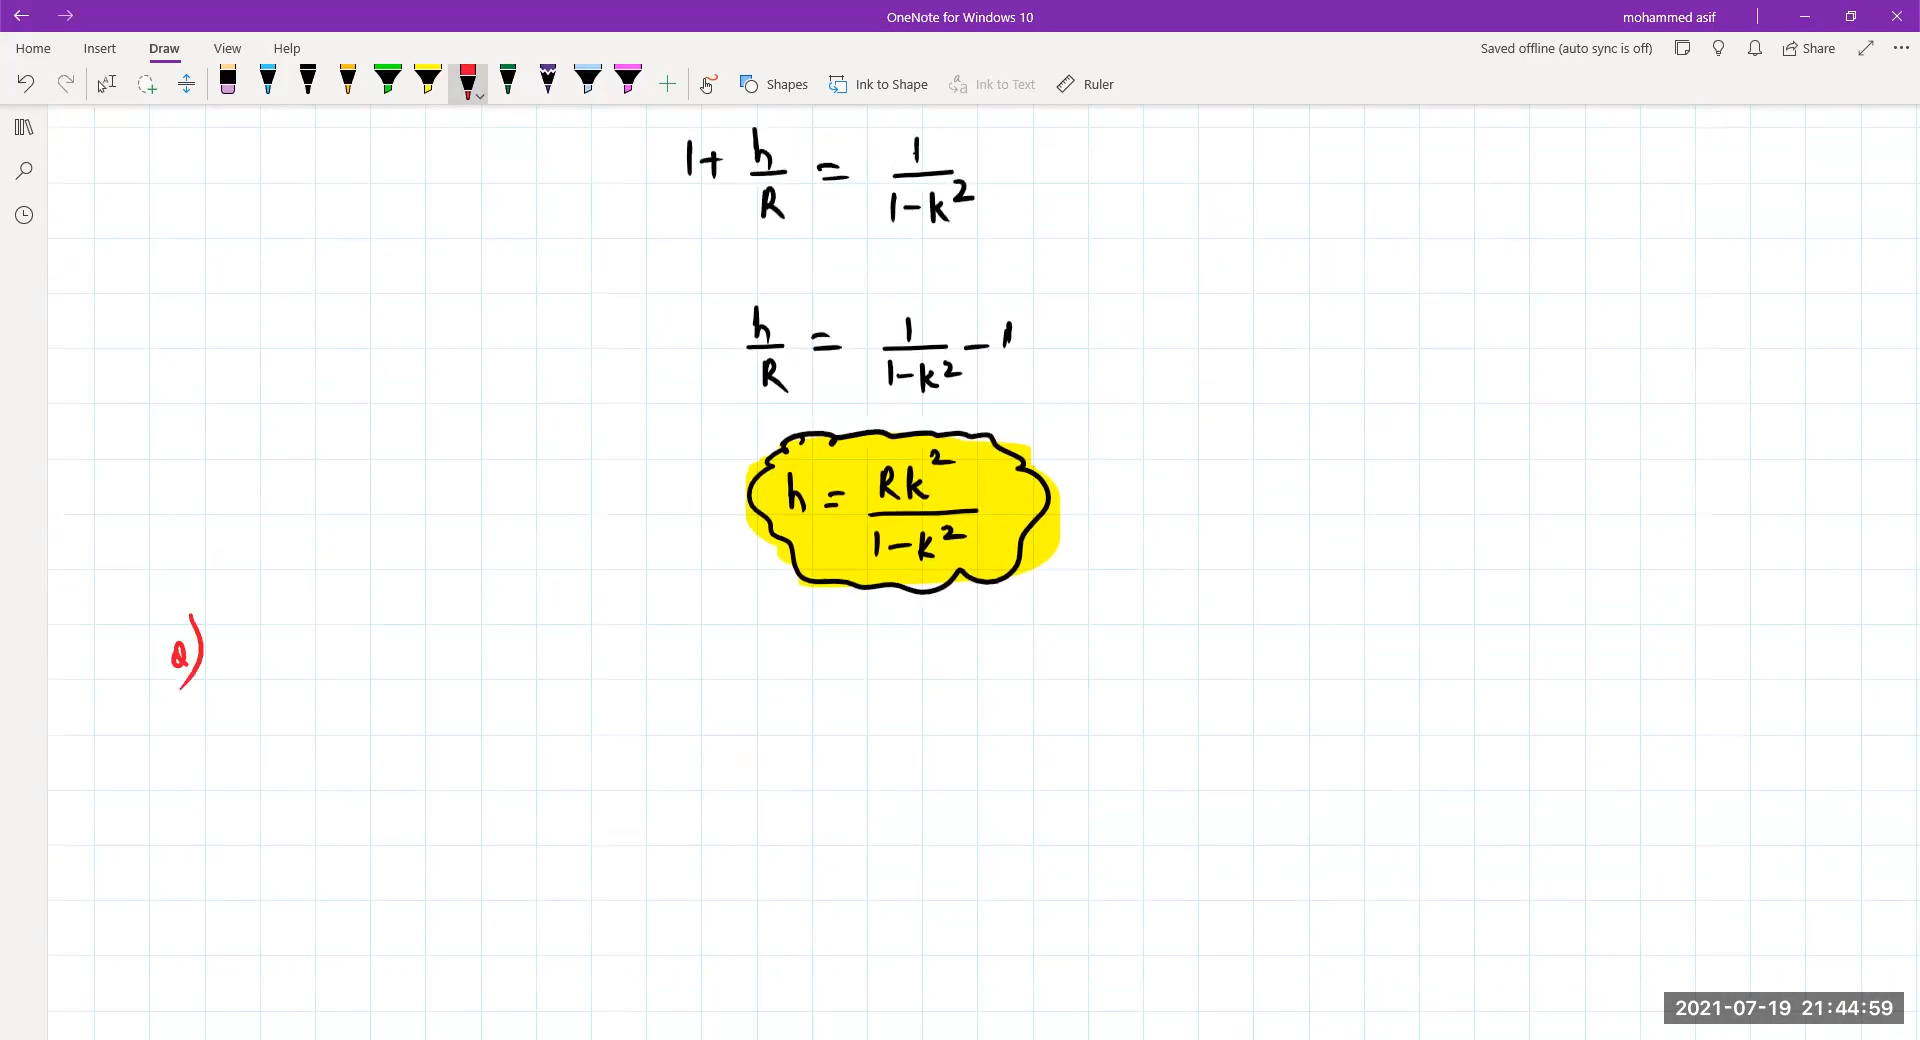 OneNote for Windows 10
mohammed asif
Home Insert Draw View Help
Saved offline (auto sync is off) Share
Shapes Ink to Shape Ink to Text Ruler
1 + h/R = 1/(1-k²)
h/R = 1/(1-k²) - 1
h = Rk²/(1-k²)
Q)
2021-07-19 21:44:59